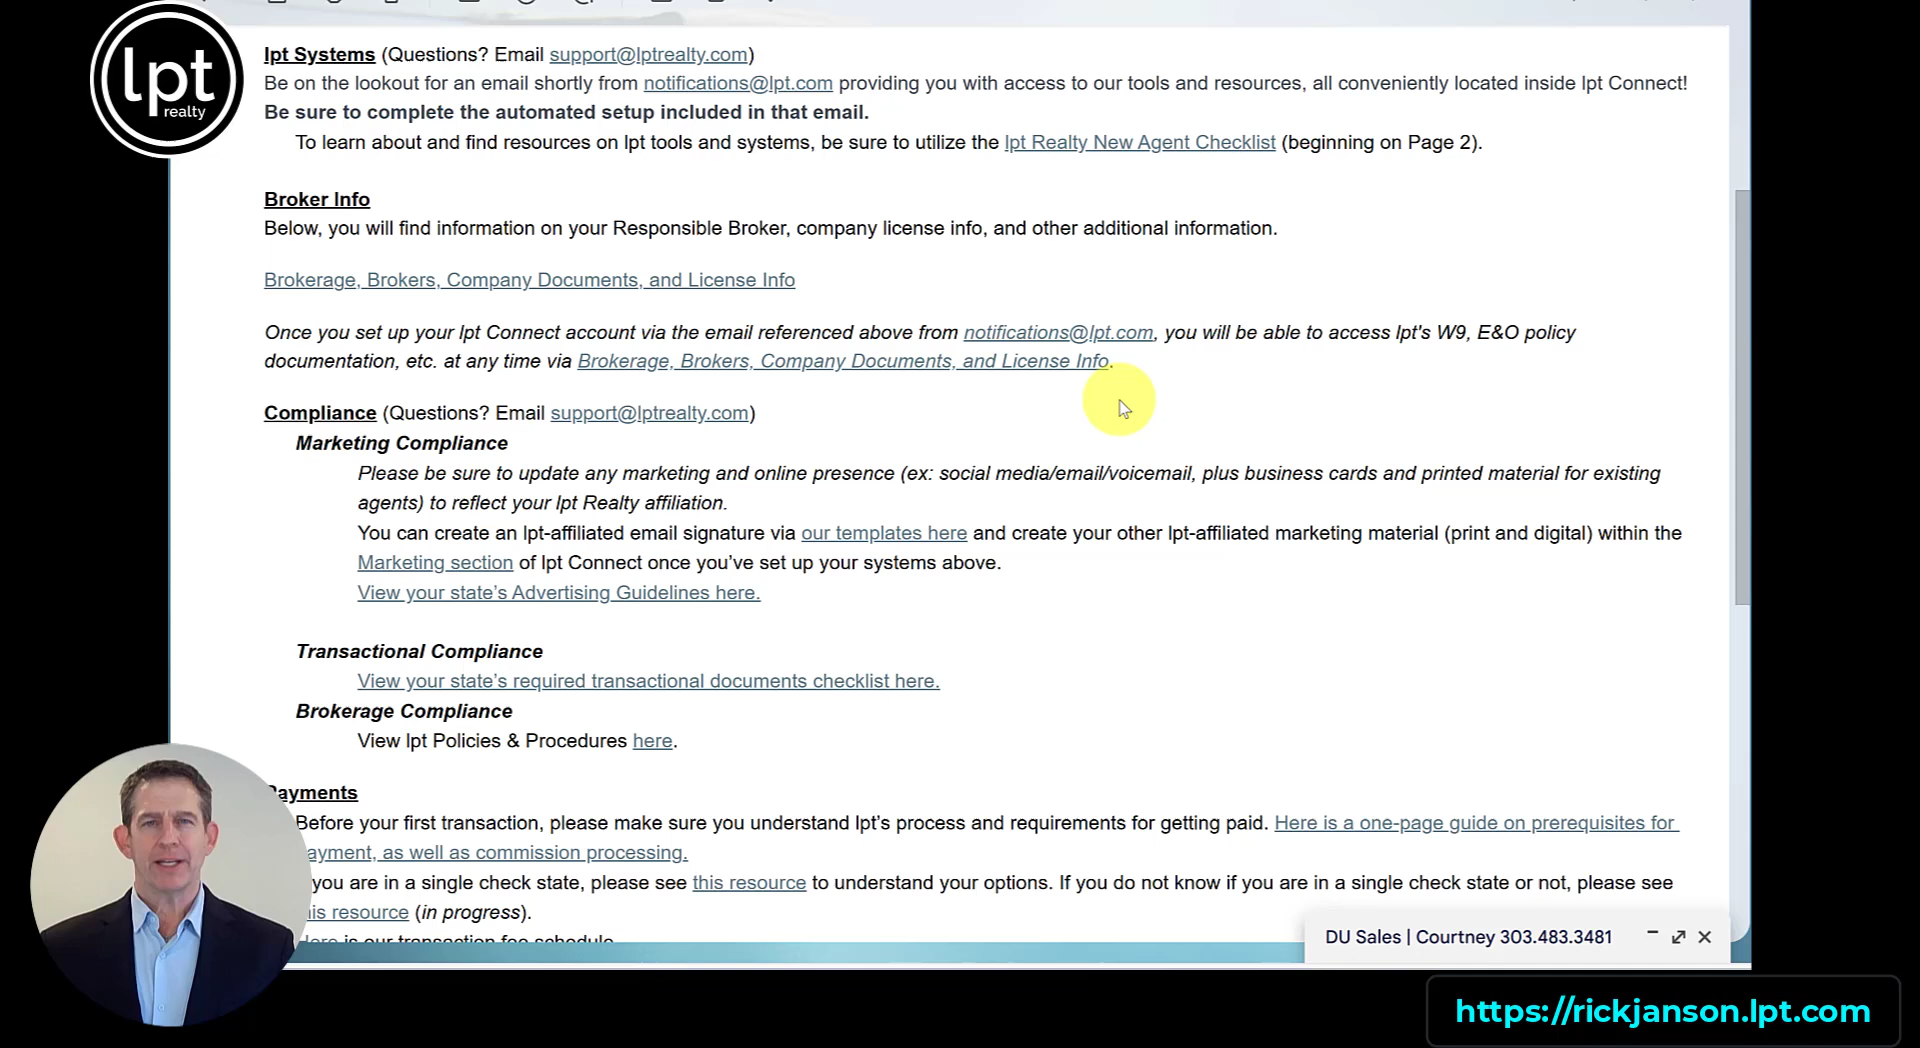 lpt
realty
lpt Systems (Questions? Email support@lptrealty.com)
Be on the lookout for an email shortly from notifications@lpt.com providing you with access to our tools and resources, all conveniently located inside lpt Connect!
Be sure to complete the automated setup included in that email.
To learn about and find resources on lpt tools and systems, be sure to utilize the lpt Realty New Agent Checklist (beginning on Page 2).
Broker Info
Below, you will find information on your Responsible Broker, company license info, and other additional information.
Brokerage, Brokers, Company Documents, and License Info
Once you set up your lpt Connect account via the email referenced above from notifications@lpt.com, you will be able to access lpt's W9, E&O policy
documentation, etc. at any time via Brokerage, Brokers, Company Documents, and License Info.
Compliance (Questions? Email support@lptrealty.com)
Marketing Compliance
Please be sure to update any marketing and online presence (ex: social media/email/voicemail, plus business cards and printed material for existing
agents) to reflect your lpt Realty affiliation.
You can create an lpt-affiliated email signature via our templates here and create your other lpt-affiliated marketing material (print and digital) within the
Marketing section of lpt Connect once you’ve set up your systems above.
View your state’s Advertising Guidelines here.
Transactional Compliance
View your state’s required transactional documents checklist here.
Brokerage Compliance
View lpt Policies & Procedures here.
Payments
Before your first transaction, please make sure you understand lpt’s process and requirements for getting paid. Here is a one-page guide on prerequisites for
ayment, as well as commission processing.
you are in a single check state, please see this resource to understand your options. If you do not know if you are in a single check state or not, please see
his resource (in progress).
Here is our transaction fee schedule
DU Sales | Courtney 303.483.3481
https://rickjanson.lpt.com